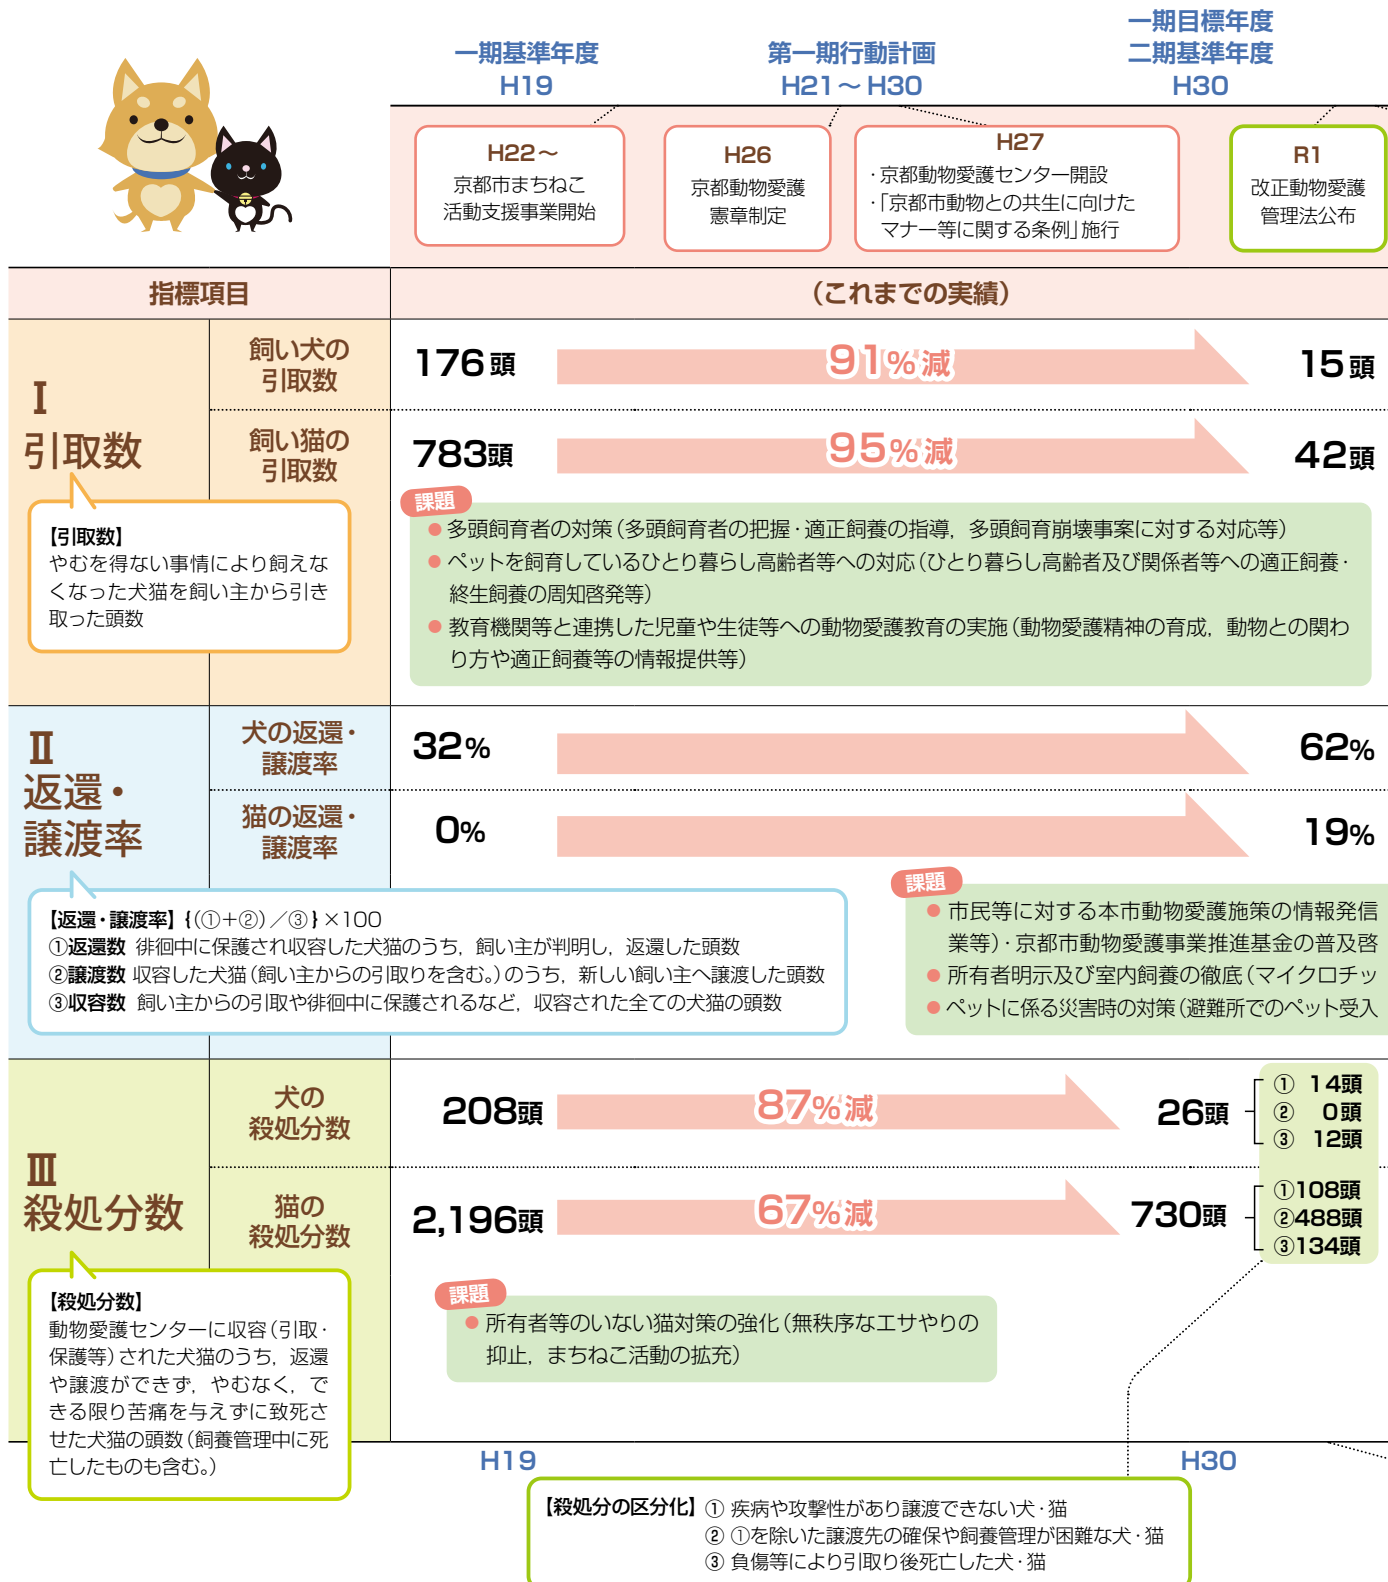 一期基準年度
H19
第一期行動計画
H21～H30
一期目標年度
二期基準年度
H30
H22～
京都市まちねこ
活動支援事業開始
H26
京都動物愛護
憲章制定
H27
・京都動物愛護センター開設
・「京都市動物との共生に向けた
マナー等に関する条例」施行
R1
改正動物愛護
管理法公布
指標項目
（これまでの実績）
Ⅰ
引取数
飼い犬の
引取数
176頭
91%減
15頭
飼い猫の
引取数
783頭
95%減
42頭
【引取数】
やむを得ない事情により飼えな
くなった犬猫を飼い主から引き
取った頭数
課題
● 多頭飼育者の対策（多頭飼育者の把握・適正飼養の指導，多頭飼育崩壊事案に対する対応等）
● ペットを飼育しているひとり暮らし高齢者等への対応（ひとり暮らし高齢者及び関係者等への適正飼養・
終生飼養の周知啓発等）
● 教育機関等と連携した児童や生徒等への動物愛護教育の実施（動物愛護精神の育成，動物との関わ
り方や適正飼養等の情報提供等）
Ⅱ
返還・
譲渡率
犬の返還・
譲渡率
32%
62%
猫の返還・
譲渡率
0%
19%
【返還・譲渡率】{（①＋②）／③}×100
①返還数 徘徊中に保護され収容した犬猫のうち，飼い主が判明し，返還した頭数
②譲渡数 収容した犬猫（飼い主からの引取りを含む。）のうち，新しい飼い主へ譲渡した頭数
③収容数 飼い主からの引取や徘徊中に保護されるなど，収容された全ての犬猫の頭数
課題
● 市民等に対する本市動物愛護施策の情報発信
業等）・京都市動物愛護事業推進基金の普及啓
● 所有者明示及び室内飼養の徹底（マイクロチッ
● ペットに係る災害時の対策（避難所でのペット受入
Ⅲ
殺処分数
犬の
殺処分数
208頭
87%減
26頭
① 14頭
② 0頭
③ 12頭
猫の
殺処分数
2,196頭
67%減
730頭
①108頭
②488頭
③134頭
【殺処分数】
動物愛護センターに収容（引取・
保護等）された犬猫のうち，返還
や譲渡ができず，やむなく，で
きる限り苦痛を与えずに致死さ
せた犬猫の頭数（飼養管理中に死
亡したものも含む。）
課題
● 所有者等のいない猫対策の強化（無秩序なエサやりの
抑止，まちねこ活動の拡充）
H19
H30
【殺処分の区分化】① 疾病や攻撃性があり譲渡できない犬・猫
② ①を除いた譲渡先の確保や飼養管理が困難な犬・猫
③ 負傷等により引取り後死亡した犬・猫